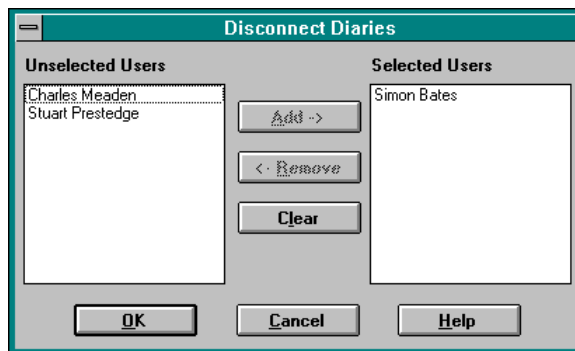 Disconnect Diaries
Unselected Users
Selected Users
Charles Meaden
Stuart Prestedge
Simon Bates
Add ->
<- Remove
Clear
OK
Cancel
Help